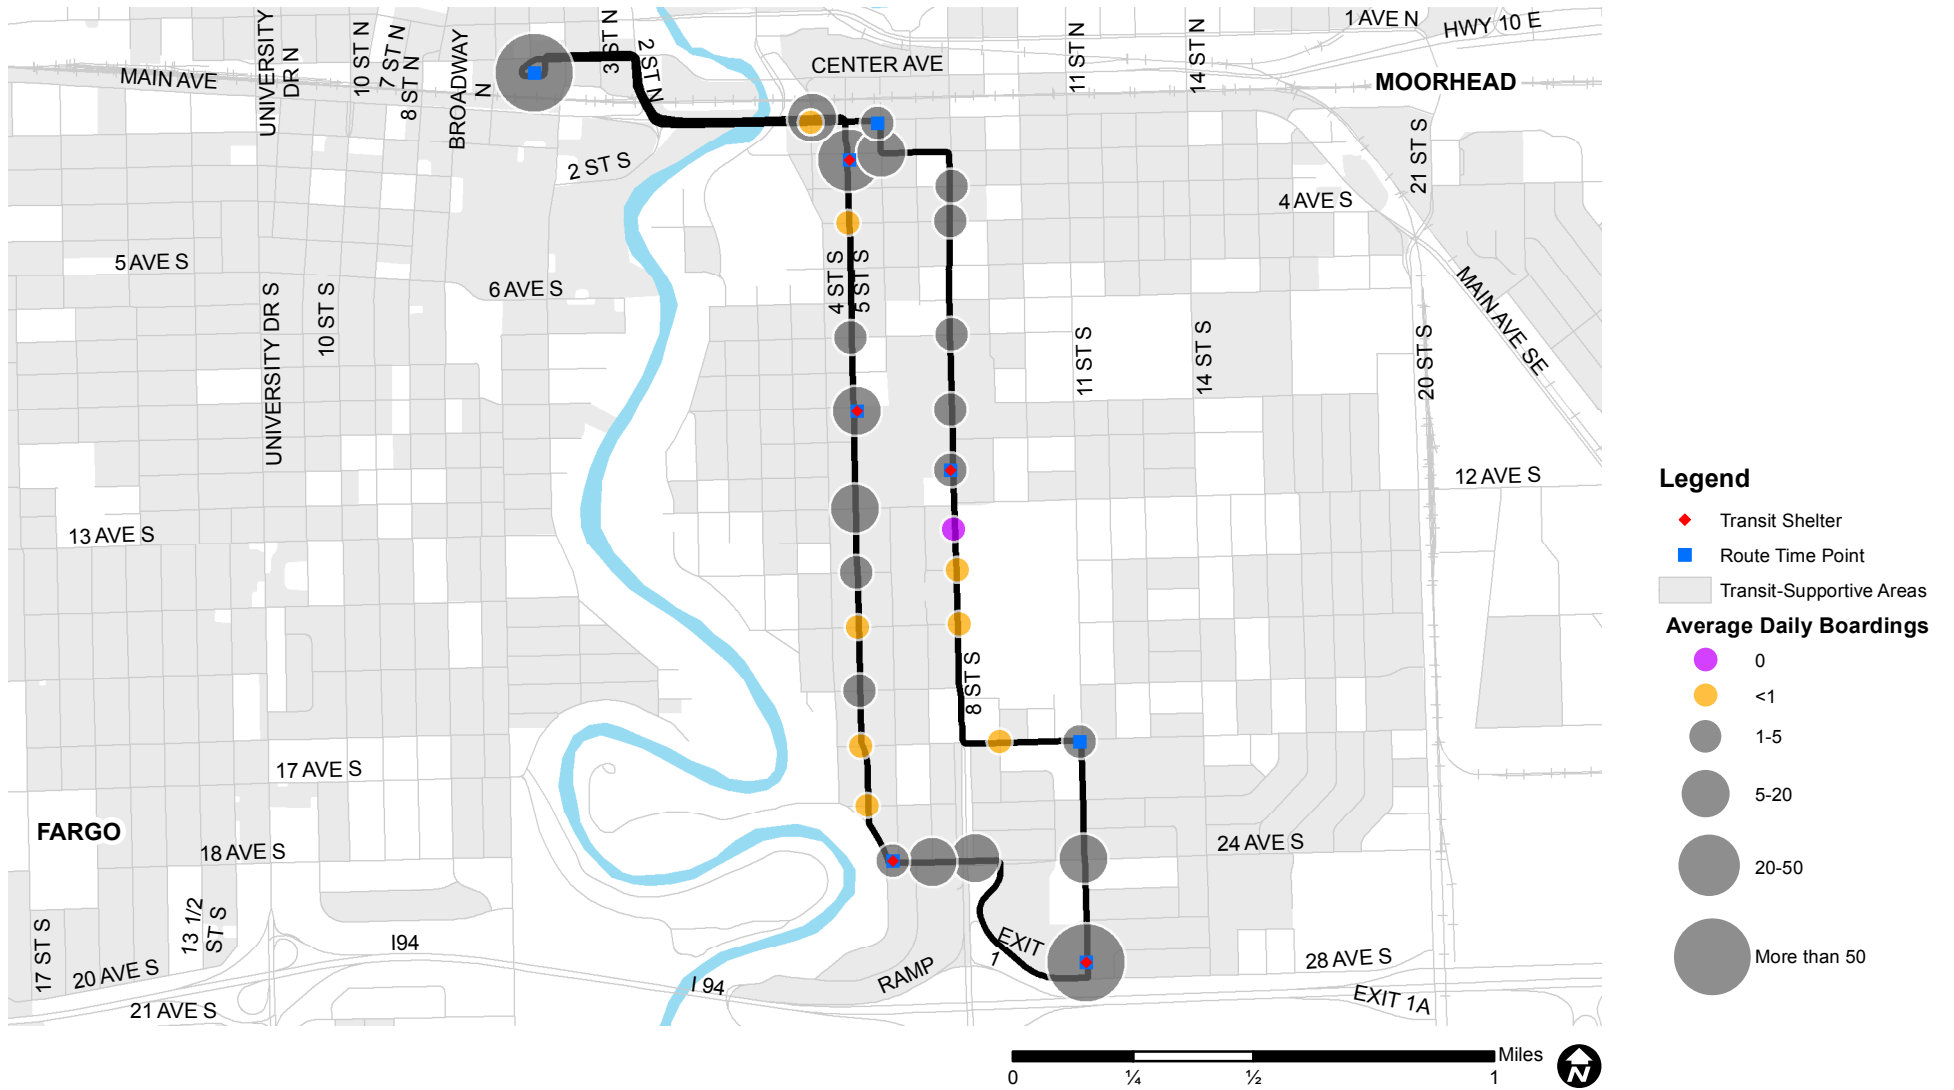 1 AVE N
HWY 10 E
UNIVERSITY
DR N
10 ST N
7 ST N
8 ST N
BROADWAY
N
3 ST N
2 ST N
11 ST N
14 ST N
CENTER AVE
MAIN AVE
MOORHEAD
2 ST S
21 ST S
4 AVE S
5 AVE S
6 AVE S
4 ST S
5 ST S
MAIN AVE SE
UNIVERSITY DR S
10 ST S
11 ST S
14 ST S
20 ST S
12 AVE S
13 AVE S
8 ST S
17 AVE S
FARGO
18 AVE S
24 AVE S
13 1/2
ST S
17 ST S
I94
EXIT
1
28 AVE S
20 AVE S
RAMP
I 94
EXIT 1A
21 AVE S
Legend
Transit Shelter
Route Time Point
Transit-Supportive Areas
Average Daily Boardings
0
<1
1-5
5-20
20-50
More than 50
Miles
0
¼
½
1
N